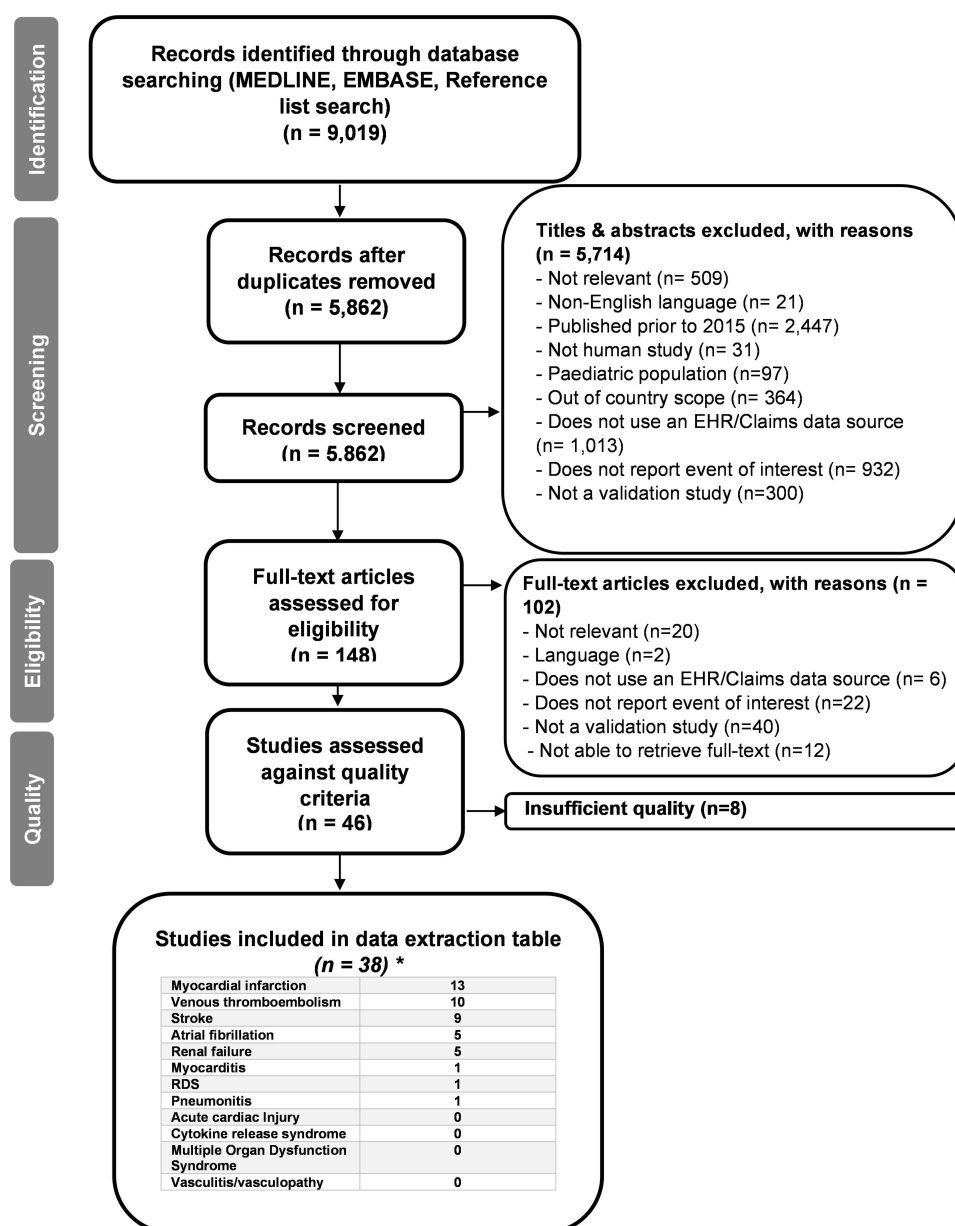 Identification
Records identified through database
searching (MEDLINE, EMBASE, Reference
list search)
(n = 9,019)
Screening
Records after
duplicates removed
(n = 5,862)
Records screened
(n = 5.862)
Titles & abstracts excluded, with reasons
(n = 5,714)
- Not relevant (n= 509)
- Non-English language (n= 21)
- Published prior to 2015 (n= 2,447)
- Not human study (n= 31)
- Paediatric population (n=97)
- Out of country scope (n= 364)
- Does not use an EHR/Claims data source
(n= 1,013)
- Does not report event of interest (n= 932)
- Not a validation study (n=300)
Eligibility
Full-text articles
assessed for
eligibility
(n = 148)
Full-text articles excluded, with reasons (n =
102)
- Not relevant (n=20)
- Language (n=2)
- Does not use an EHR/Claims data source (n= 6)
- Does not report event of interest (n=22)
- Not a validation study (n=40)
- Not able to retrieve full-text (n=12)
Quality
Studies assessed
against quality
criteria
(n = 46)
Insufficient quality (n=8)
Studies included in data extraction table
(n = 38) *
Myocardial infarction 13
Venous thromboembolism 10
Stroke 9
Atrial fibrillation 5
Renal failure 5
Myocarditis 1
RDS 1
Pneumonitis 1
Acute cardiac Injury 0
Cytokine release syndrome 0
Multiple Organ Dysfunction
Syndrome 0
Vasculitis/vasculopathy 0